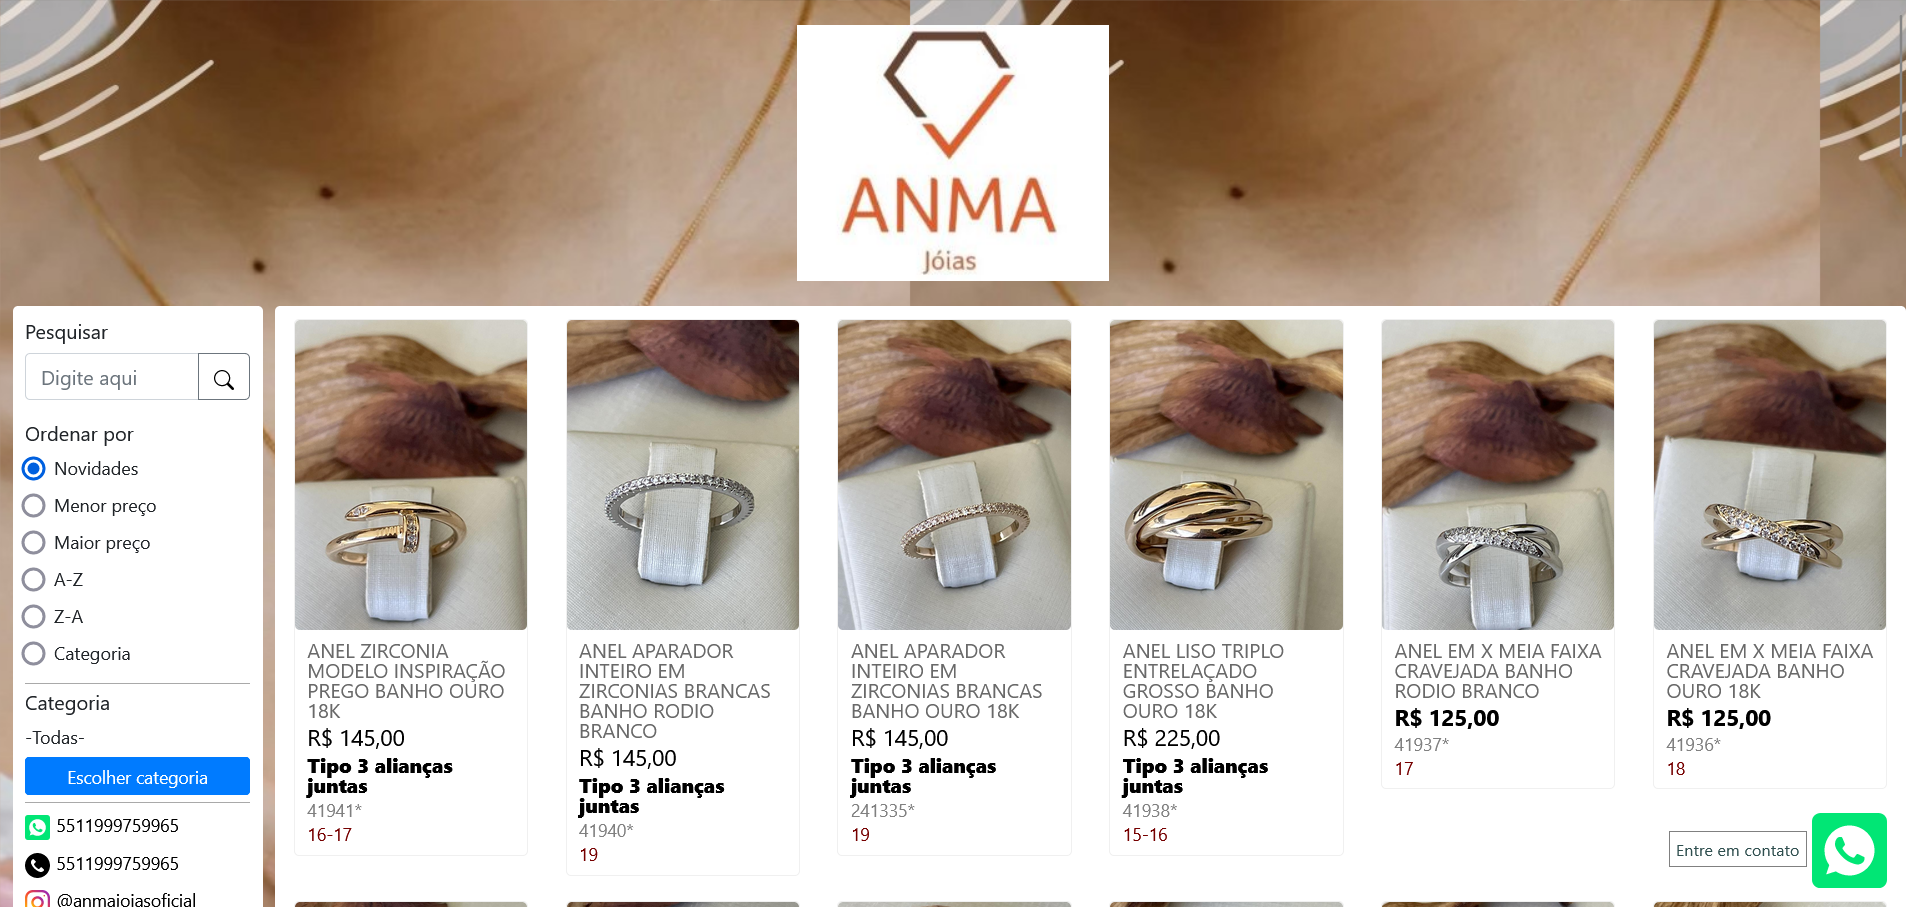 ANMA
Jóias
Pesquisar
Digite aqui
Ordenar por
Novidades
Menor preço
Maior preço
A-Z
Z-A
Categoria
Categoria
-Todas-
Escolher categoria
5511999759965
5511999759965
@anmajoiasoficial
ANEL ZIRCONIA
MODELO INSPIRAÇÃO
PREGO BANHO OURO
18K
R$ 145,00
Tipo 3 alianças
juntas
41941*
16-17
ANEL APARADOR
INTEIRO EM
ZIRCONIAS BRANCAS
BANHO RODIO
BRANCO
R$ 145,00
Tipo 3 alianças
juntas
41940*
19
ANEL APARADOR
INTEIRO EM
ZIRCONIAS BRANCAS
BANHO OURO 18K
R$ 145,00
Tipo 3 alianças
juntas
241335*
19
ANEL LISO TRIPLO
ENTRELAÇADO
GROSSO BANHO
OURO 18K
R$ 225,00
Tipo 3 alianças
juntas
41938*
15-16
ANEL EM X MEIA FAIXA
CRAVEJADA BANHO
RODIO BRANCO
R$ 125,00
41937*
17
ANEL EM X MEIA FAIXA
CRAVEJADA BANHO
OURO 18K
R$ 125,00
41936*
18
Entre em contato